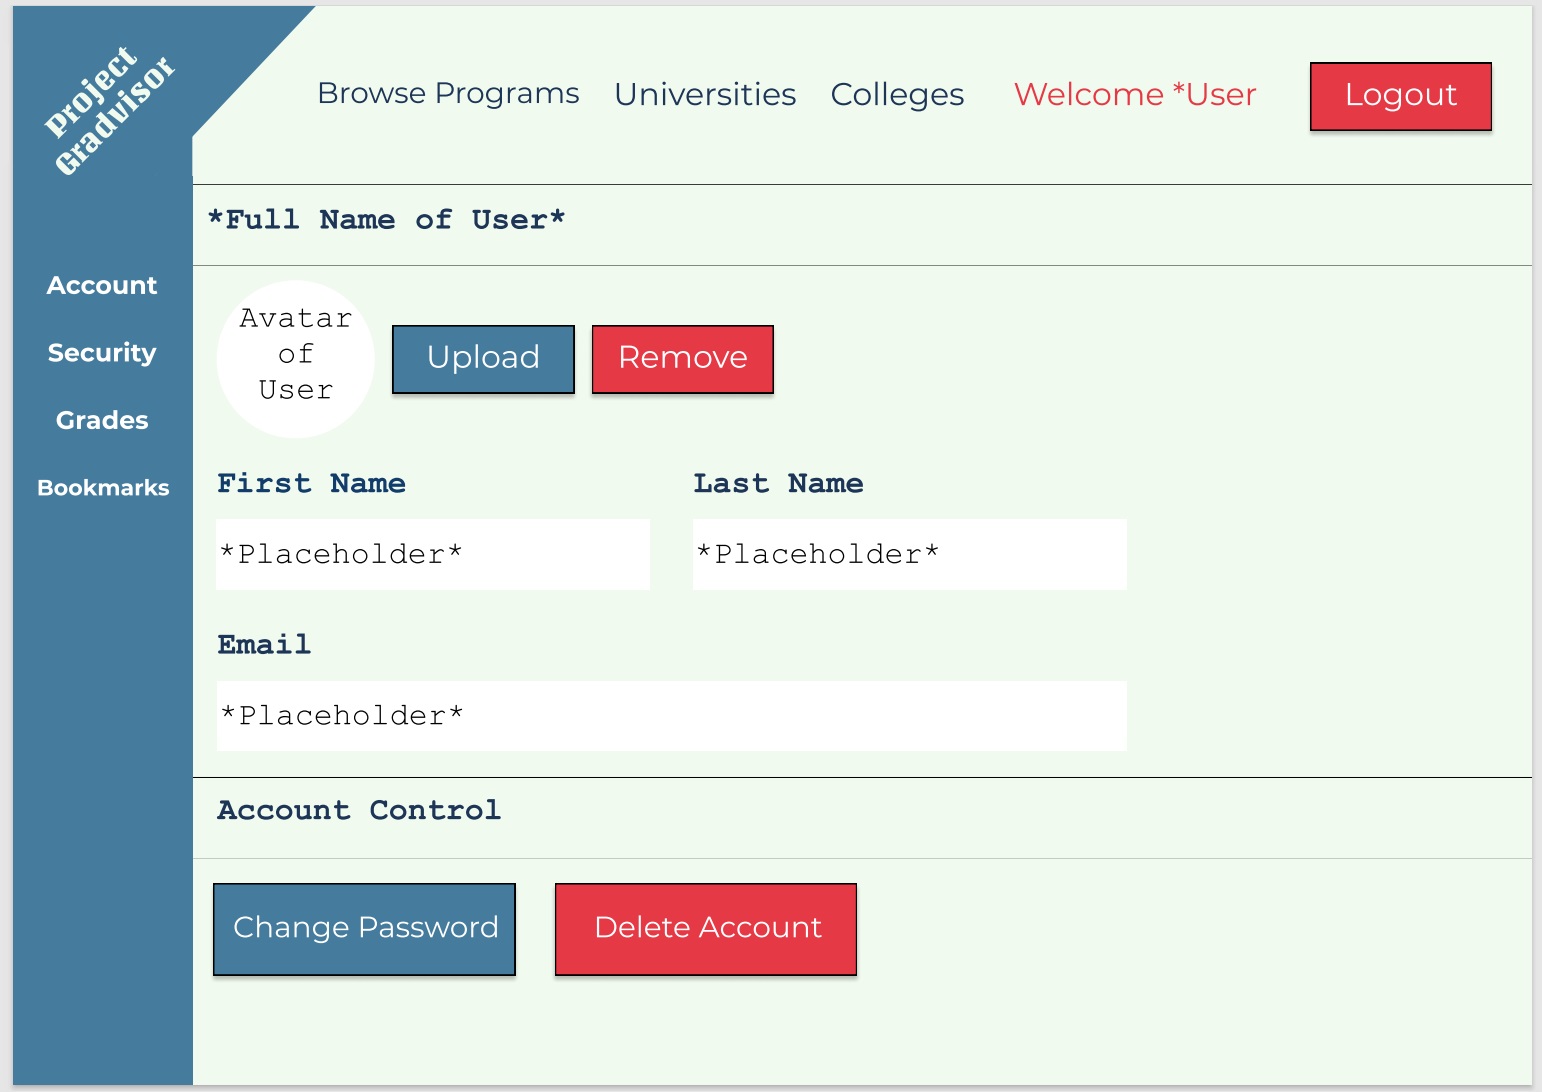 Project
Gradvisor
Browse Programs
Universities
Colleges
Welcome *User
Logout
*Full Name of User*
Account
Security
Grades
Bookmarks
Avatar
of
User
Upload
Remove
First Name
Last Name
*Placeholder*
*Placeholder*
Email
*Placeholder*
Account Control
Change Password
Delete Account